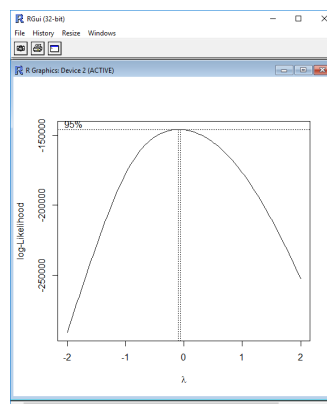 RGui (32-bit)
File History Resize Windows
R Graphics: Device 2 (ACTIVE)
95%
-150000
-200000
-250000
log-Likelihood
-2 -1 0 1 2
λ